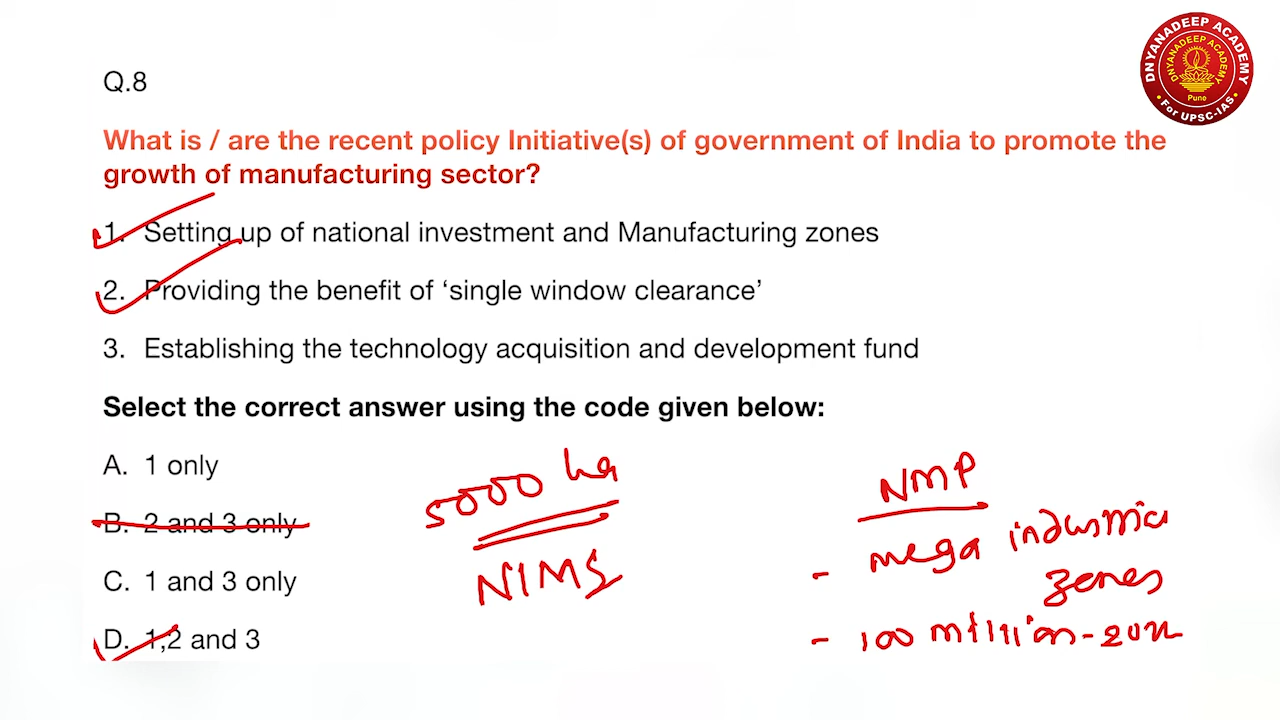 DNYANADEEP ACADEMY
DNYANADEEP ACADEMY
Pune
• For UPSC-IAS •
Q.8
What is / are the recent policy Initiative(s) of government of India to promote the
growth of manufacturing sector?
1. Setting up of national investment and Manufacturing zones
2. Providing the benefit of ‘single window clearance’
3. Establishing the technology acquisition and development fund
Select the correct answer using the code given below:
A. 1 only
B. 2 and 3 only
C. 1 and 3 only
D. 1,2 and 3
5000 ha
NIMS
NMP
- mega industrial
zones
- 100 million-